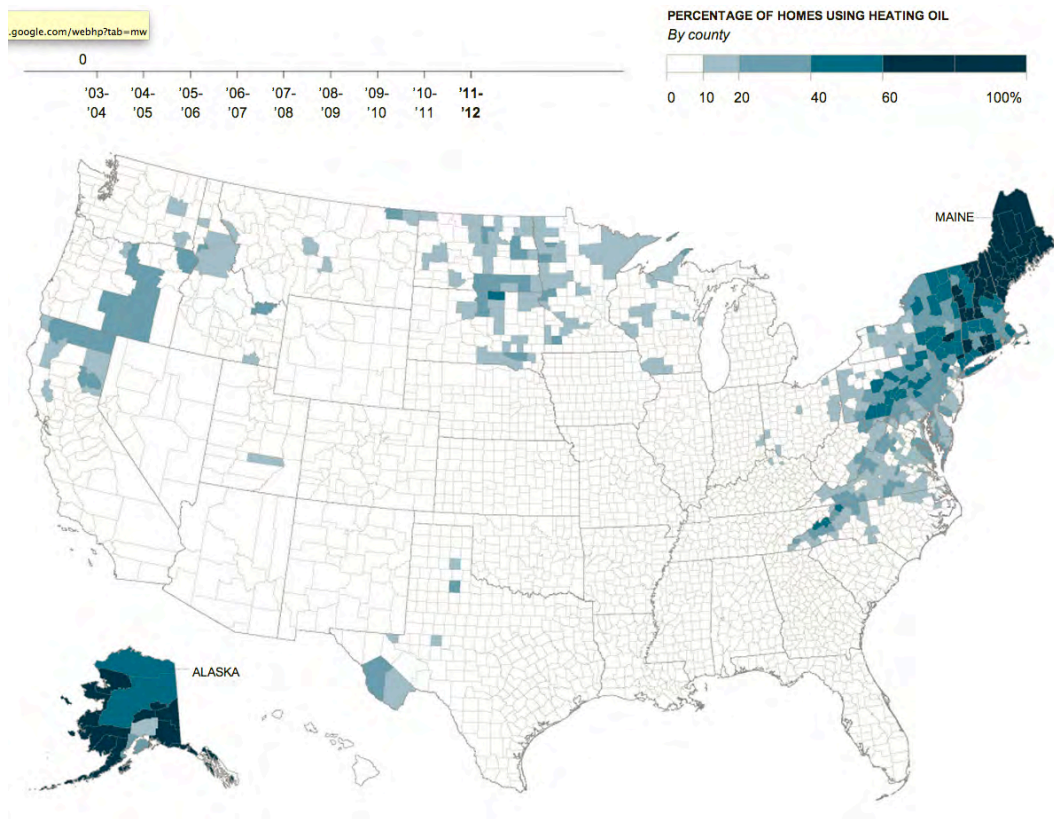 .google.com/webhp?tab=mw
PERCENTAGE OF HOMES USING HEATING OIL
By county
0 10 20 40 60 100%
0
'03- '04- '05- '06- '07- '08- '09- '10- '11-
'04 '05 '06 '07 '08 '09 '10 '11 '12
MAINE
ALASKA